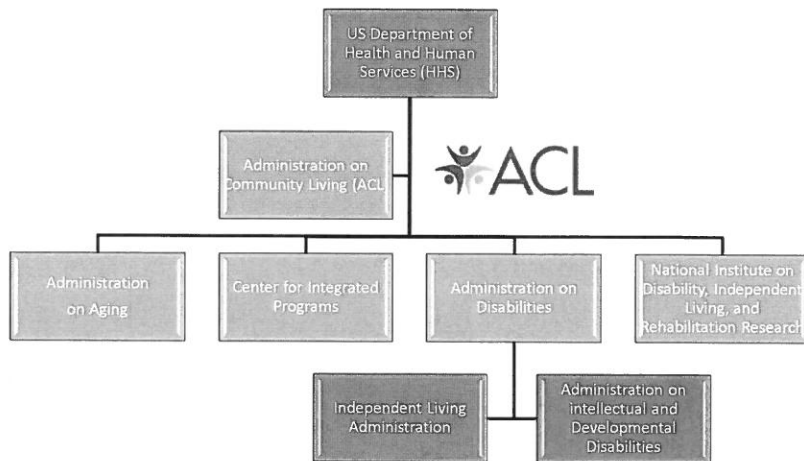 US Department of
Health and Human
Services (HHS)
Administration on
Community Living (ACL
ACL
Administration
on Aging
Center for Integrated
Programs
Administration on
Disabilities
National Institute on
Disability, Independent
Living, and
Rehabilitation Research
Independent Living
Administration
Administration on
intellectual and
Developmental
Disabilities